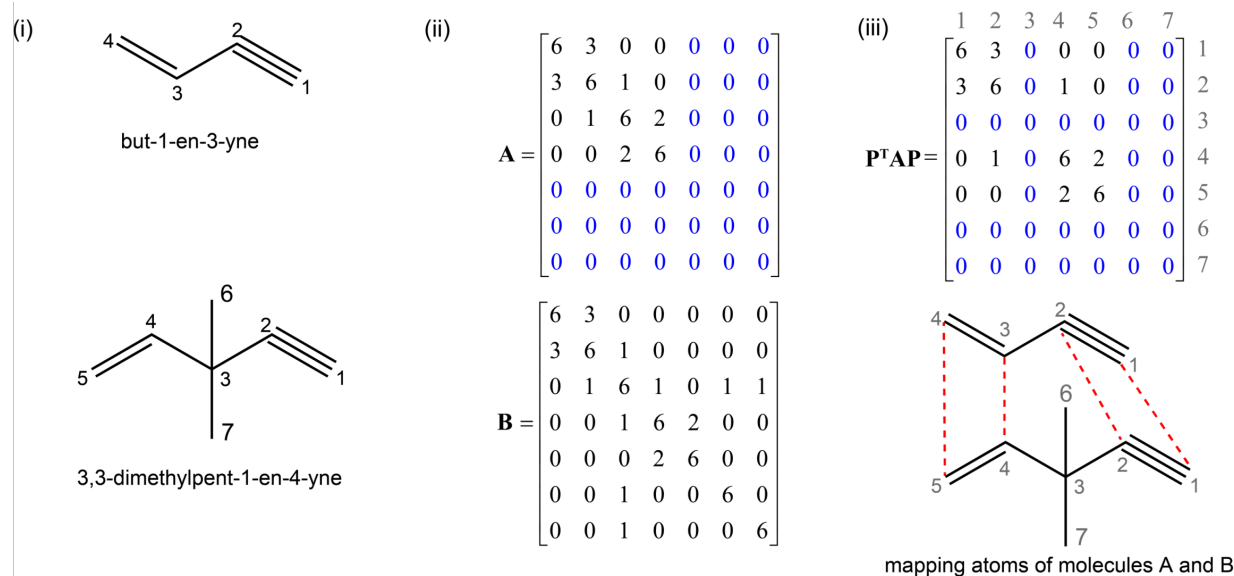 (i)
4
2
3
1
but-1-en-3-yne
6
4
2
5
3
1
7
3,3-dimethylpent-1-en-4-yne
(ii)
A =
6 3 0 0 0 0 0
3 6 1 0 0 0 0
0 1 6 2 0 0 0
0 0 2 6 0 0 0
0 0 0 0 0 0 0
0 0 0 0 0 0 0
0 0 0 0 0 0 0
B =
6 3 0 0 0 0 0
3 6 1 0 0 0 0
0 1 6 1 0 1 1
0 0 1 6 2 0 0
0 0 0 2 6 0 0
0 0 1 0 0 6 0
0 0 1 0 0 0 6
(iii)
1 2 3 4 5 6 7
PᵀAP =
6 3 0 0 0 0 0 1
3 6 0 1 0 0 0 2
0 0 0 0 0 0 0 3
0 1 0 6 2 0 0 4
0 0 0 2 6 0 0 5
0 0 0 0 0 0 0 6
0 0 0 0 0 0 0 7
4
3
2
1
6
5
4
3
2
1
7
mapping atoms of molecules A and B